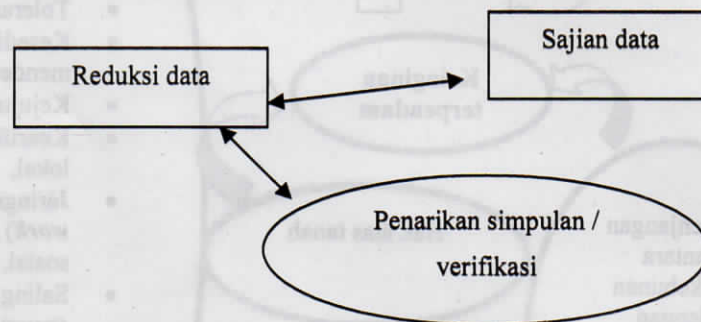 Sajian data
Reduksi data
Penarikan simpulan /
verifikasi